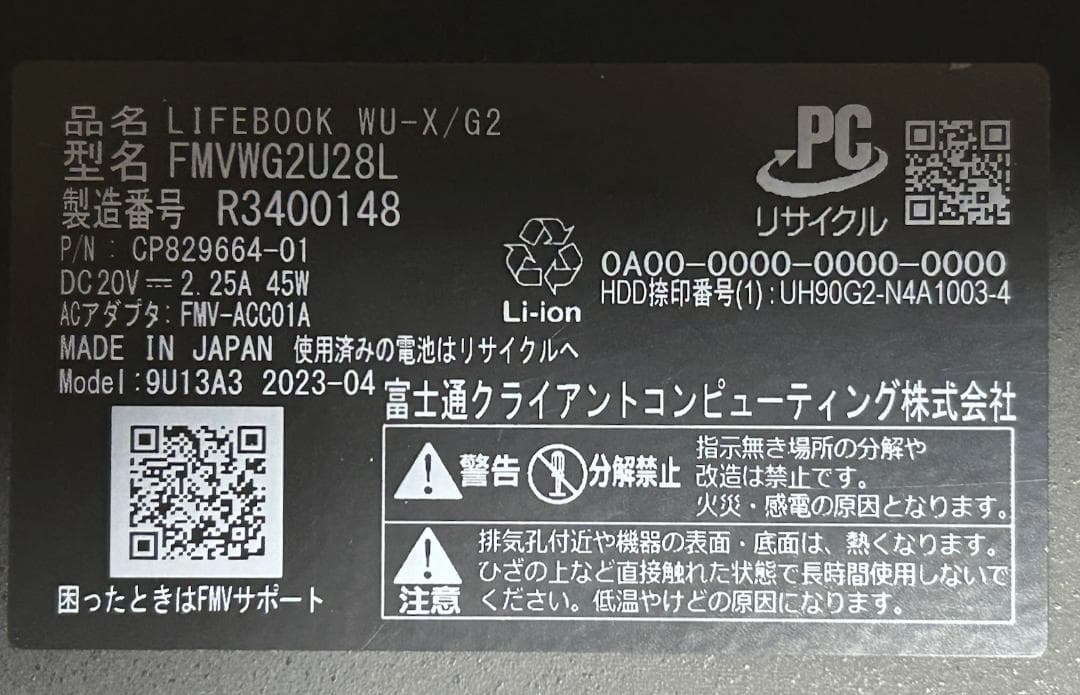 品名 LIFEBOOK WU-X/G2
型名 FMVWG2U28L
製造番号 R3400148
P/N : CP829664-01
DC20V⎓ 2.25A 45W
ACアダプタ: FMV-ACC01A
MADE IN JAPAN 使用済みの電池はリサイクルへ
Model:9U13A3 2023-04
Li-ion
PC
リサイクル
0A00-0000-0000-0000
HDD捺印番号(1):UH90G2-N4A1003-4
富士通クライアントコンピューティング株式会社
警告 分解禁止
指示無き場所の分解や
改造は禁止です。
火災・感電の原因となります。
注意
排気孔付近や機器の表面・底面は、熱くなります。
ひざの上など直接触れた状態で長時間使用しないで
ください。低温やけどの原因になります。
困ったときはFMVサポート